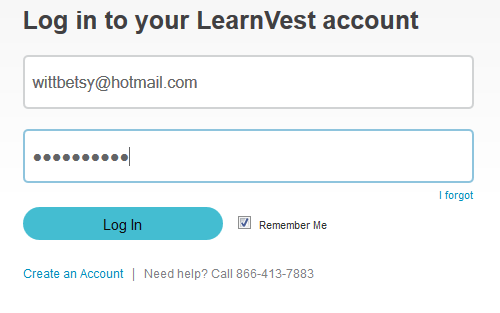 Log in to your LearnVest account
wittbetsy@hotmail.com
●●●●●●●●●●
I forgot
Log In
Remember Me
Create an Account | Need help? Call 866-413-7883